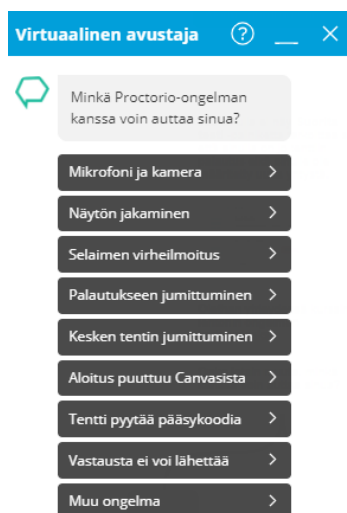 Virtuaalinen avustaja ? __ ×
Minkä Proctorio-ongelman
kanssa voin auttaa sinua?
Mikrofoni ja kamera
Näytön jakaminen
Selaimen virheilmoitus
Palautukseen jumittuminen
Kesken tentin jumittuminen
Aloitus puuttuu Canvasista
Tentti pyytää pääsykoodia
Vastausta ei voi lähettää
Muu ongelma